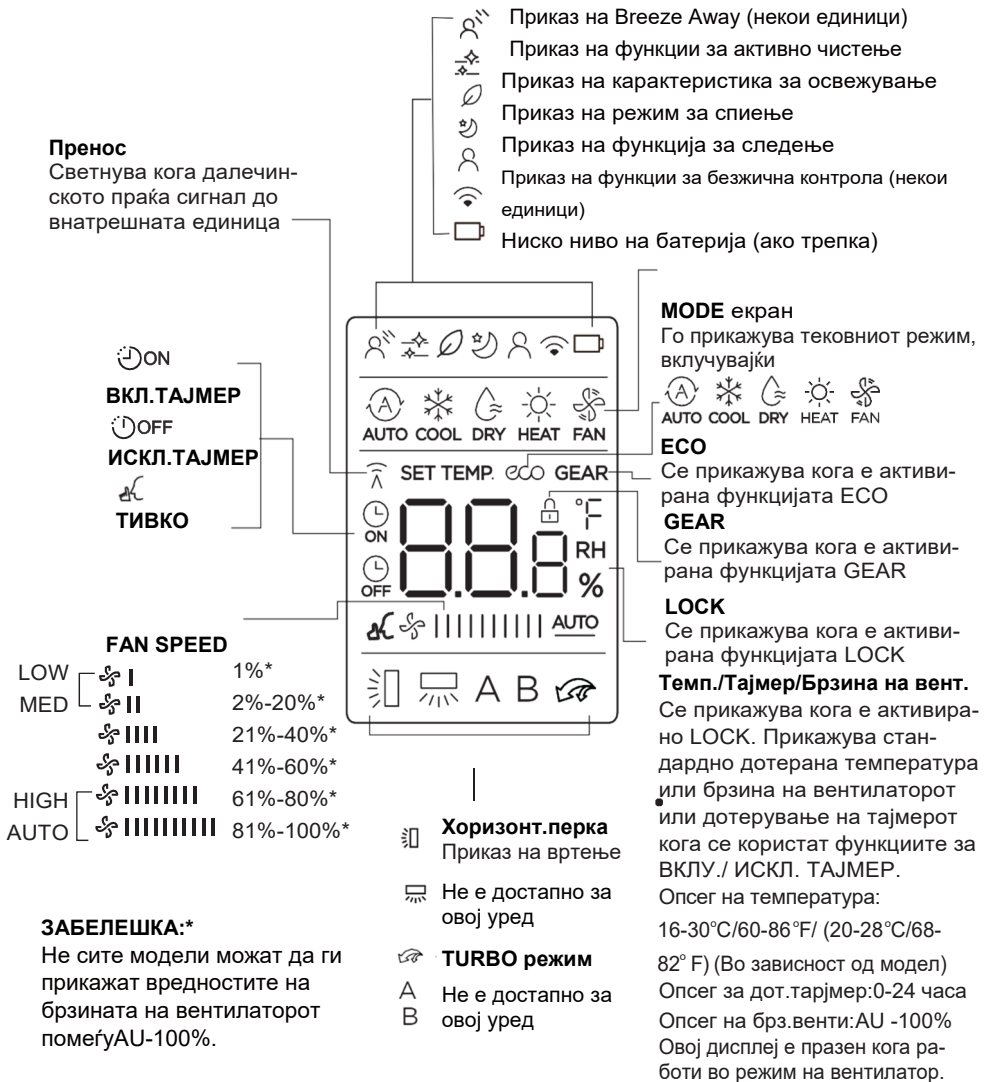 Приказ на Breeze Away (некои единици)
Приказ на функции за активно чистење
Приказ на карактеристика за освежување
Приказ на режим за спиење
Приказ на функција за следење
Приказ на функции за безжична контрола (некои
единици)
Ниско ниво на батерија (ако трепка)
Пренос
Светнува кога далечин-
ското праќа сигнал до
внатрешната единица
ON
ВКЛ.ТАЈМЕР
OFF
ИСКЛ.ТАЈМЕР
ТИВКО
AUTO COOL DRY HEAT FAN
SET TEMP. eco GEAR
ON
OFF
88.8
°F
RH
%
AUTO
A B
MODE екран
Го прикажува тековниот режим,
вклучувајќи
A
AUTO COOL DRY HEAT FAN
ECO
Се прикажува кога е активи-
рана функцијата ECO
GEAR
Се прикажува кога е активи-
рана функцијата GEAR
LOCK
Се прикажува кога е активи-
рана функцијата LOCK
Темп./Тајмер/Брзина на вент.
Се прикажува кога е активира-
но LOCK. Прикажува стан-
дардно дотерана температура
или брзина на вентилаторот
или дотерување на тајмерот
кога се користат функциите за
ВКЛУ./ ИСКЛ. ТАЈМЕР.
Опсег на температура:
16-30°C/60-86°F/ (20-28°C/68-
82° F) (Во зависност од модел)
Опсег за дот.тарјмер:0-24 часа
Опсег на брз.венти:AU -100%
Овој дисплеј е празен кога ра-
боти во режим на вентилатор.
FAN SPEED
LOW 1%*
MED 2%-20%*
21%-40%*
41%-60%*
HIGH 61%-80%*
AUTO 81%-100%*
ЗАБЕЛЕШКА:*
Не сите модели можат да ги
прикажат вредностите на
брзината на вентилаторот
помеѓуAU-100%.
Хоризонт.перка
Приказ на вртење
Не е достапно за
овој уред
TURBO режим
A Не е достапно за
B овој уред